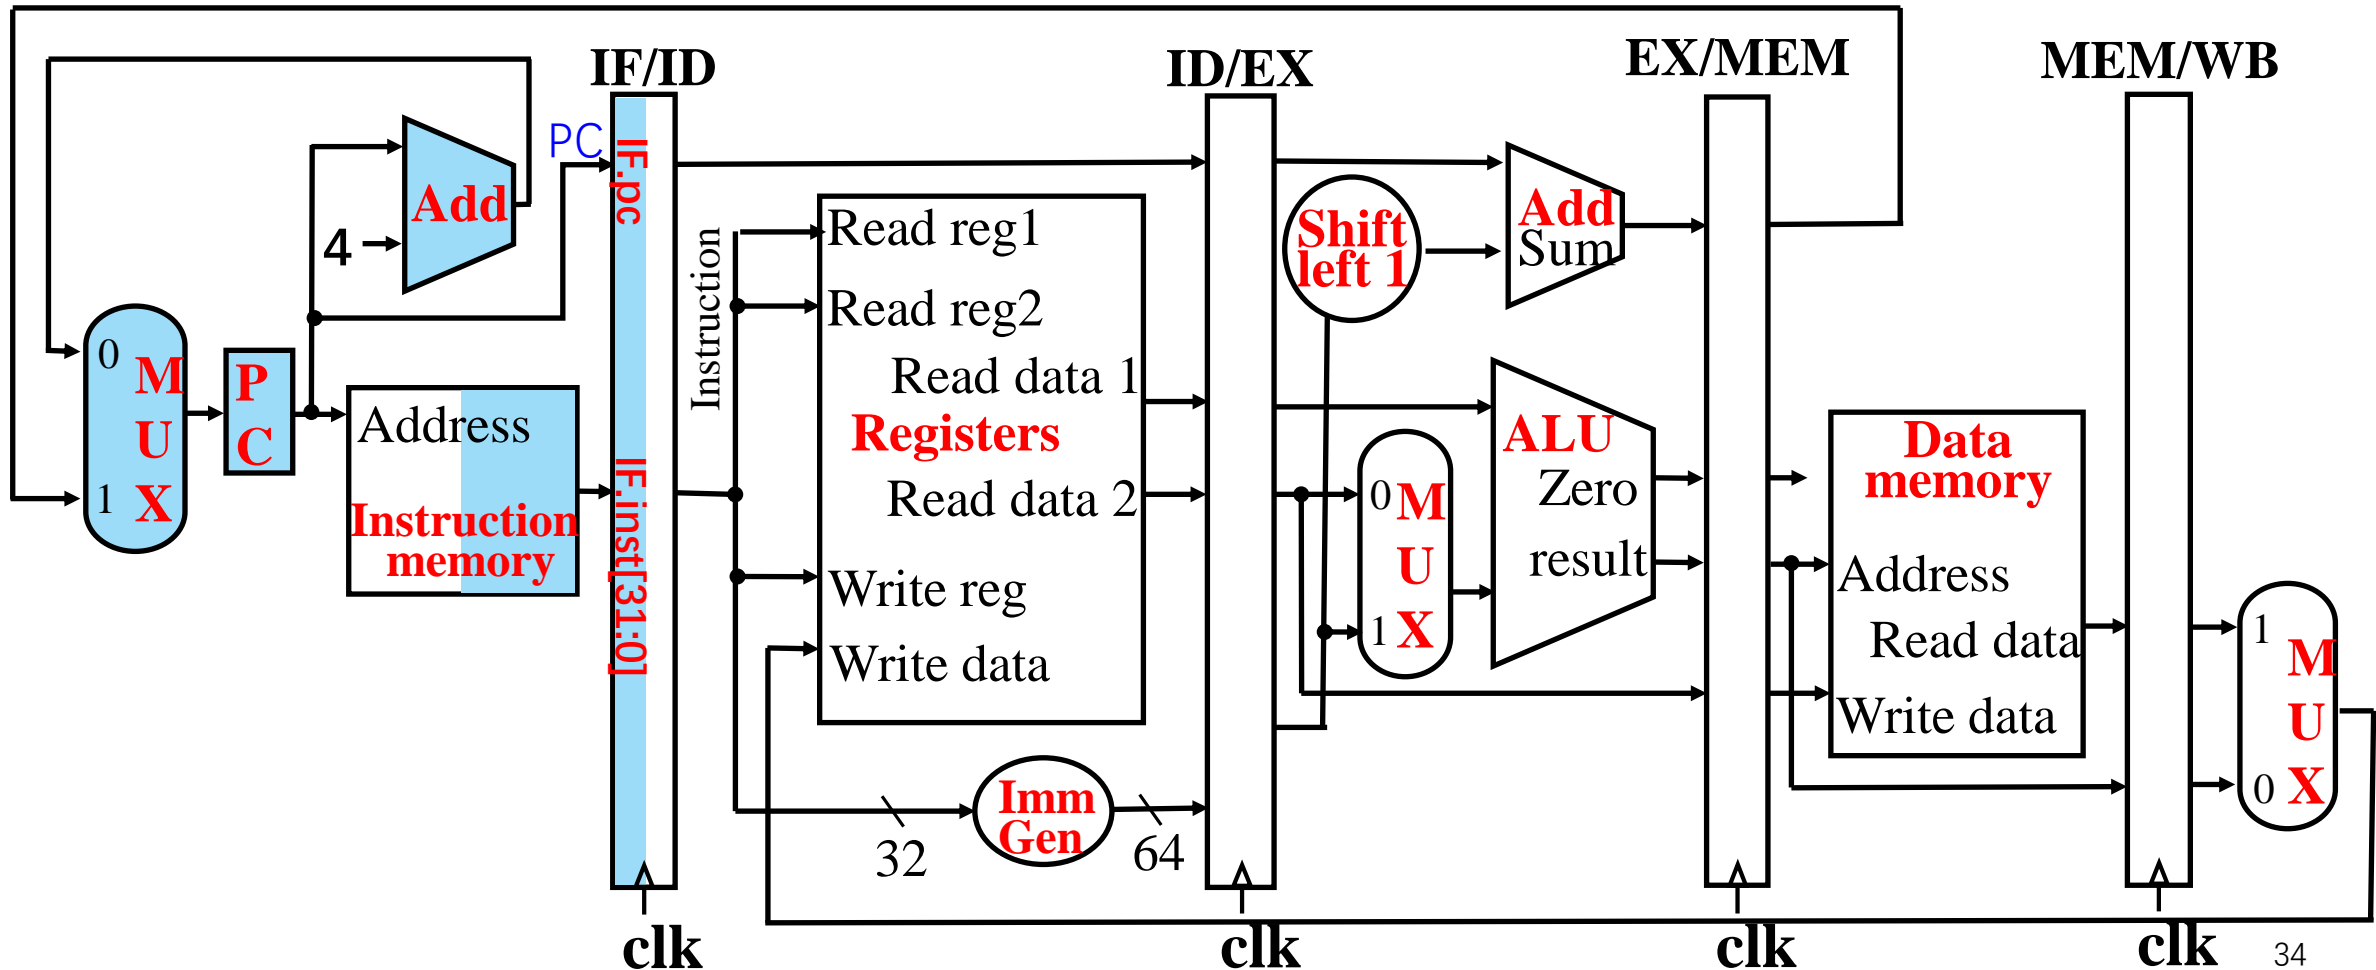 IF/ID
ID/EX
EX/MEM
MEM/WB
PC
IF.pc
IF.inst[31:0]
Add
4
0
M
U
X
1
P
C
Address
Instruction
memory
Instruction
Read reg1
Read reg2
Read data 1
Registers
Read data 2
Write reg
Write data
Imm
Gen
32
64
Shift
left 1
Add
Sum
0
M
U
X
1
ALU
Zero
result
Data
memory
Address
Read data
Write data
1
M
U
X
0
clk
clk
clk
clk
34